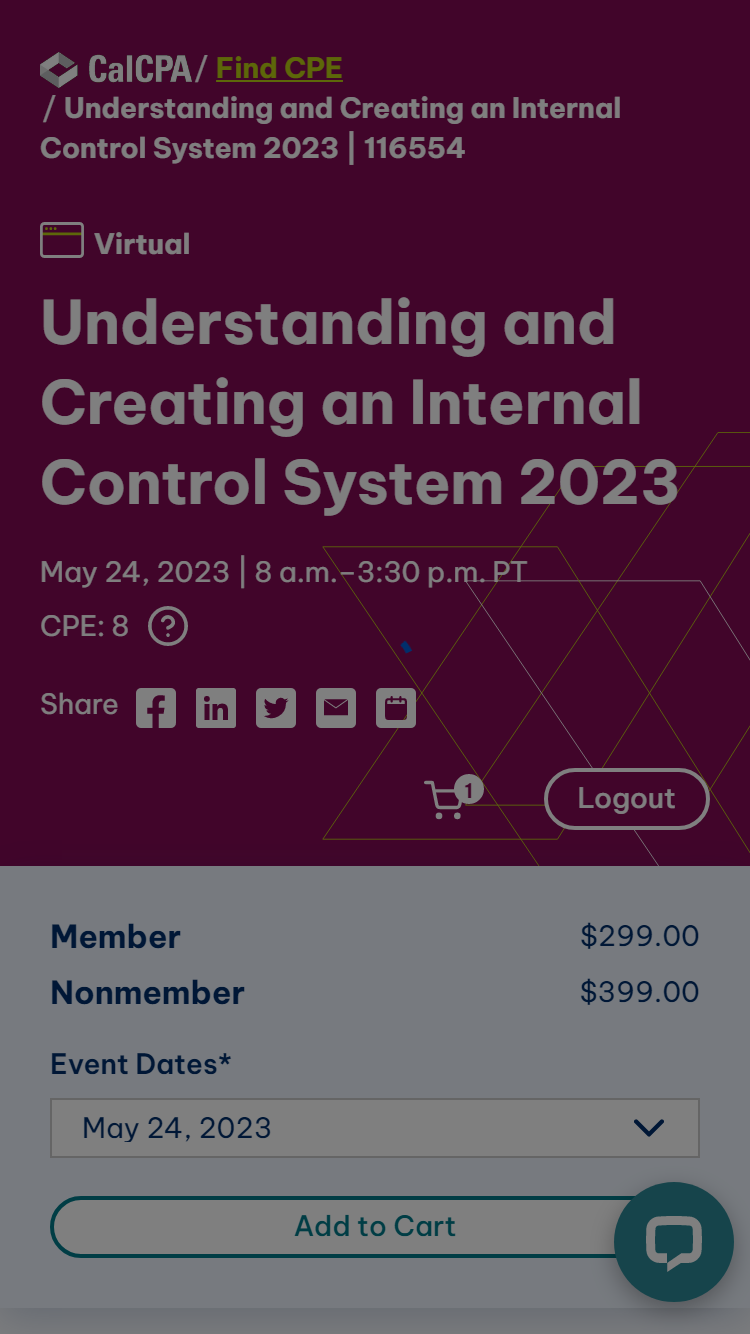 CalCPA / Find CPE
/ Understanding and Creating an Internal
Control System 2023 | 116554
Virtual
Understanding and
Creating an Internal
Control System 2023
May 24, 2023 | 8 a.m.–3:30 p.m. PT
CPE: 8 ?
Share
1
Logout
Member $299.00
Nonmember $399.00
Event Dates*
May 24, 2023
Add to Cart